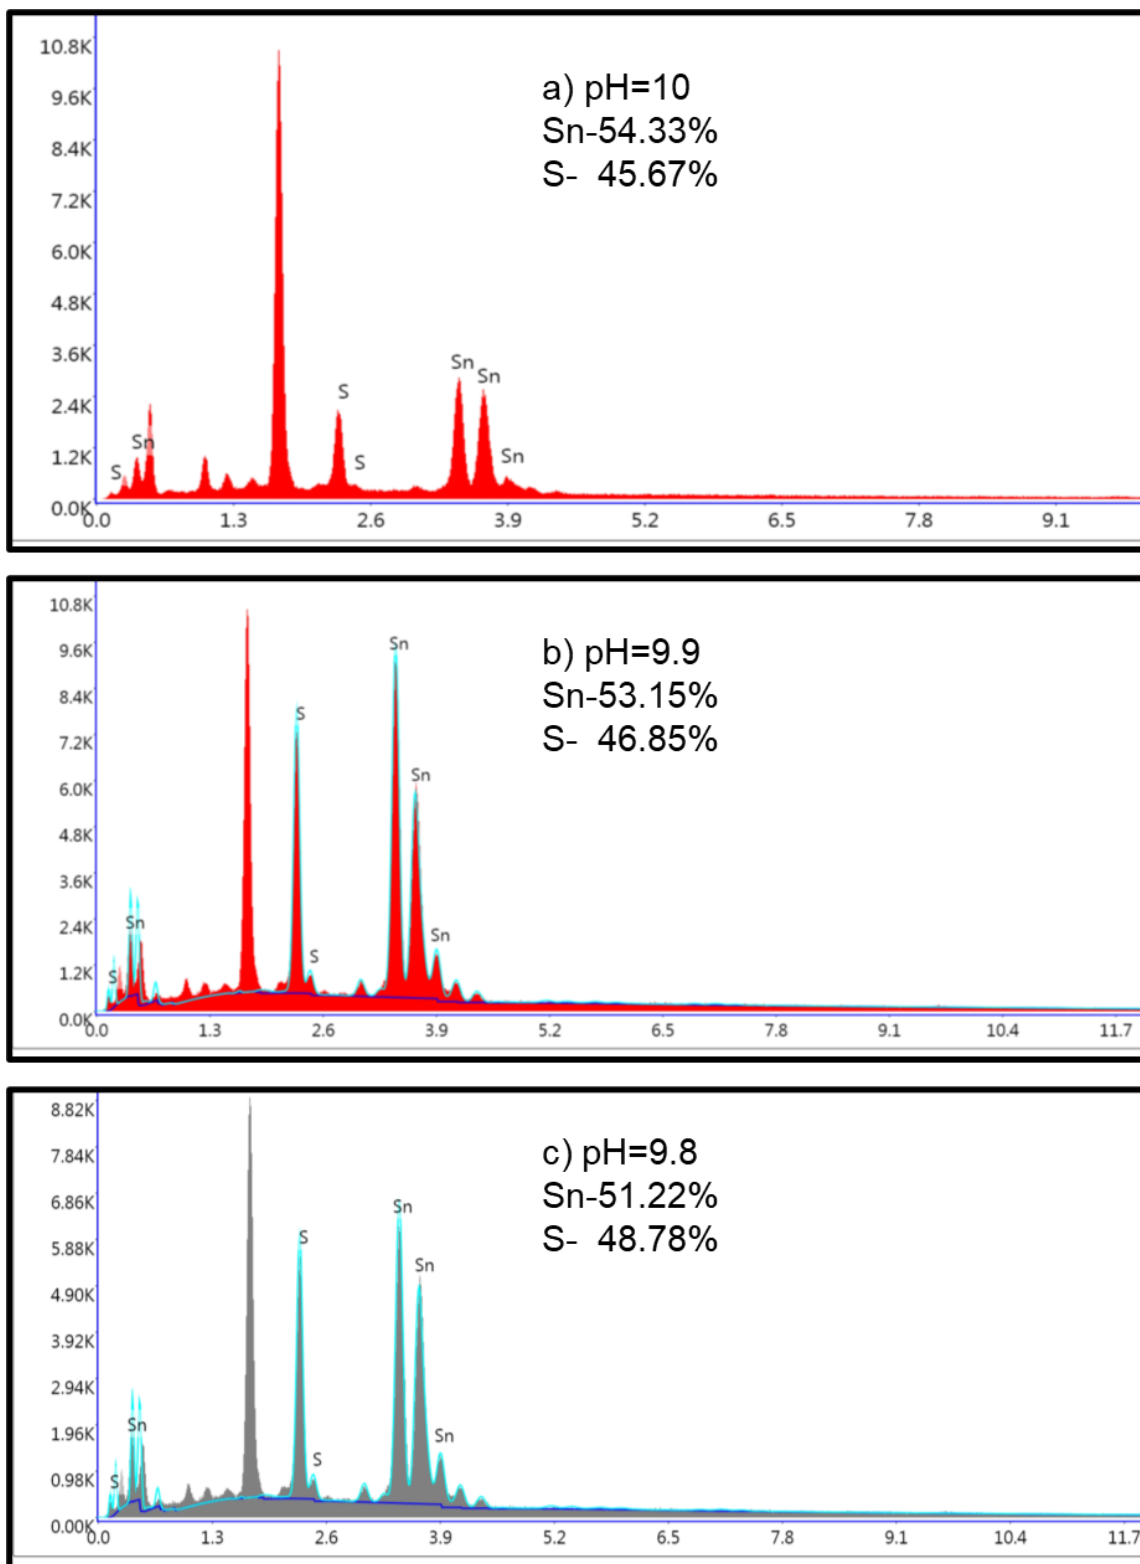 10.8K
9.6K
8.4K
7.2K
6.0K
4.8K
3.6K
2.4K
1.2K
0.0K
a) pH=10
Sn-54.33%
S- 45.67%
S
Sn
S
S
Sn
Sn
Sn
0.0 1.3 2.6 3.9 5.2 6.5 7.8 9.1
10.8K
9.6K
8.4K
7.2K
6.0K
4.8K
3.6K
2.4K
1.2K
0.0K
b) pH=9.9
Sn-53.15%
S- 46.85%
S
Sn
S
S
Sn
Sn
Sn
0.0 1.3 2.6 3.9 5.2 6.5 7.8 9.1 10.4 11.7
8.82K
7.84K
6.86K
5.88K
4.90K
3.92K
2.94K
1.96K
0.98K
0.00K
c) pH=9.8
Sn-51.22%
S- 48.78%
S
Sn
S
S
Sn
Sn
Sn
0.0 1.3 2.6 3.9 5.2 6.5 7.8 9.1 10.4 11.7